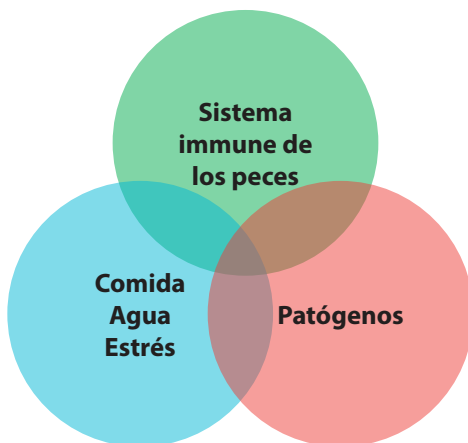 Sistema
immune de
los peces
Comida
Agua
Estrés
Patógenos